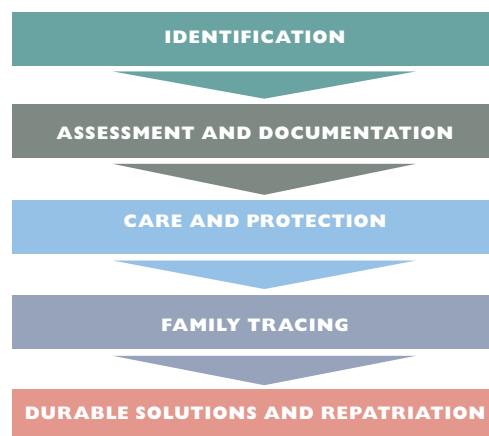 IDENTIFICATION
ASSESSMENT AND DOCUMENTATION
CARE AND PROTECTION
FAMILY TRACING
DURABLE SOLUTIONS AND REPATRIATION